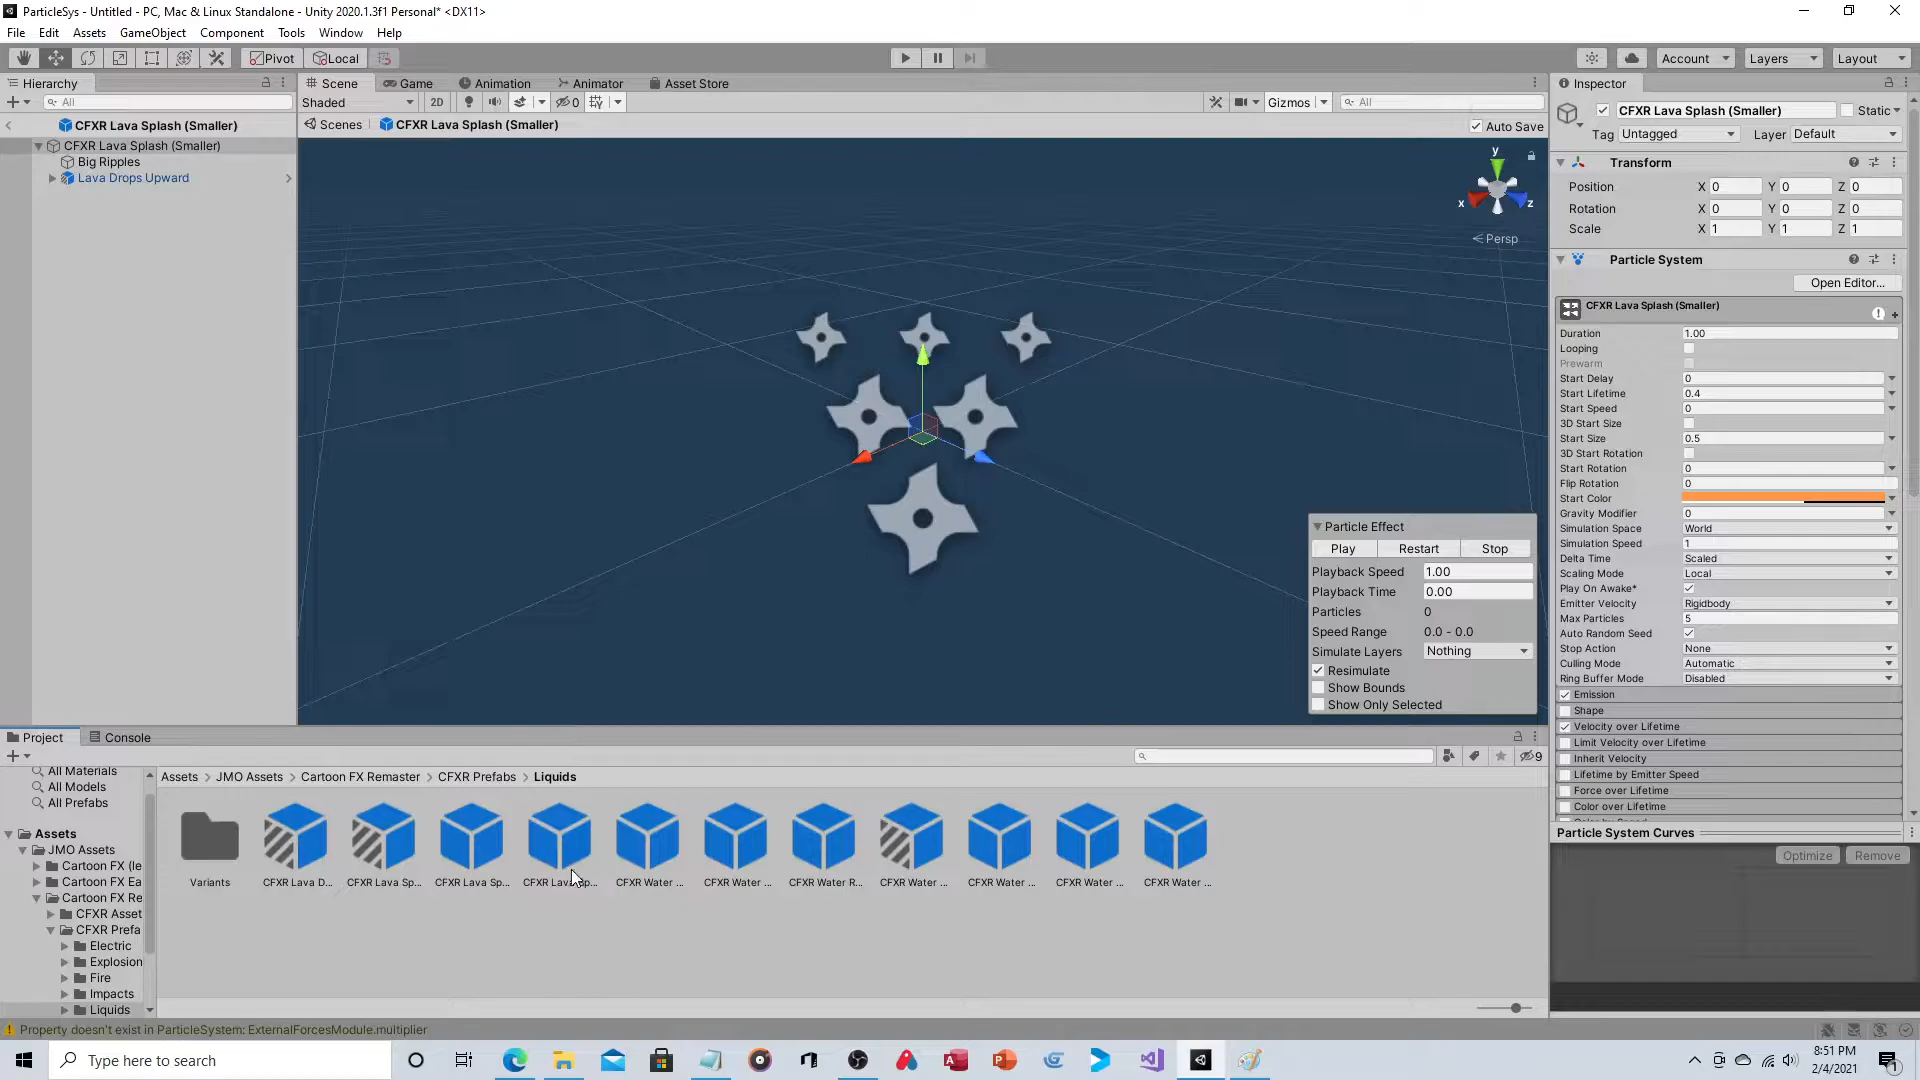 ParticleSys - Untitled - PC, Mac & Linux Standalone - Unity 2020.1.3f1 Personal* <DX11>
File Edit Assets GameObject Component Tools Window Help
Pivot Local Account Layers Layout
Hierarchy
All
CFXR Lava Splash (Smaller)
CFXR Lava Splash (Smaller)
Big Ripples
Lava Drops Upward
Scene Game Animation Animator Asset Store
Shaded 2D 0 Gizmos All
Scenes CFXR Lava Splash (Smaller) Auto Save
y
x
z
Persp
Particle Effect
Play Restart Stop
Playback Speed 1.00
Playback Time 0.00
Particles 0
Speed Range 0.0 - 0.0
Simulate Layers Nothing
Resimulate
Show Bounds
Show Only Selected
Inspector
CFXR Lava Splash (Smaller) Static
Tag Untagged Layer Default
Transform
Position X 0 Y 0 Z 0
Rotation X 0 Y 0 Z 0
Scale X 1 Y 1 Z 1
Particle System
Open Editor...
CFXR Lava Splash (Smaller)
Duration 1.00
Looping
Prewarm
Start Delay 0
Start Lifetime 0.4
Start Speed 0
3D Start Size
Start Size 0.5
3D Start Rotation
Start Rotation 0
Flip Rotation 0
Start Color
Gravity Modifier 0
Simulation Space World
Simulation Speed 1
Delta Time Scaled
Scaling Mode Local
Play On Awake*
Emitter Velocity Rigidbody
Max Particles 5
Auto Random Seed
Stop Action None
Culling Mode Automatic
Ring Buffer Mode Disabled
Emission
Shape
Velocity over Lifetime
Limit Velocity over Lifetime
Inherit Velocity
Lifetime by Emitter Speed
Force over Lifetime
Color over Lifetime
Particle System Curves
Optimize Remove
Project Console
9
All Materials
All Models
All Prefabs
Assets
JMO Assets
Cartoon FX (le
Cartoon FX Ea
Cartoon FX Re
CFXR Asset
CFXR Prefa
Electric
Explosion
Fire
Impacts
Liquids
Assets > JMO Assets > Cartoon FX Remaster > CFXR Prefabs > Liquids
Variants CFXR Lava D... CFXR Lava Sp... CFXR Lava Sp... CFXR Lava Sp... CFXR Water ... CFXR Water ... CFXR Water R... CFXR Water ... CFXR Water ... CFXR Water ... CFXR Water ...
Property doesn't exist in ParticleSystem: ExternalForcesModule.multiplier
Type here to search
8:51 PM
2/4/2021